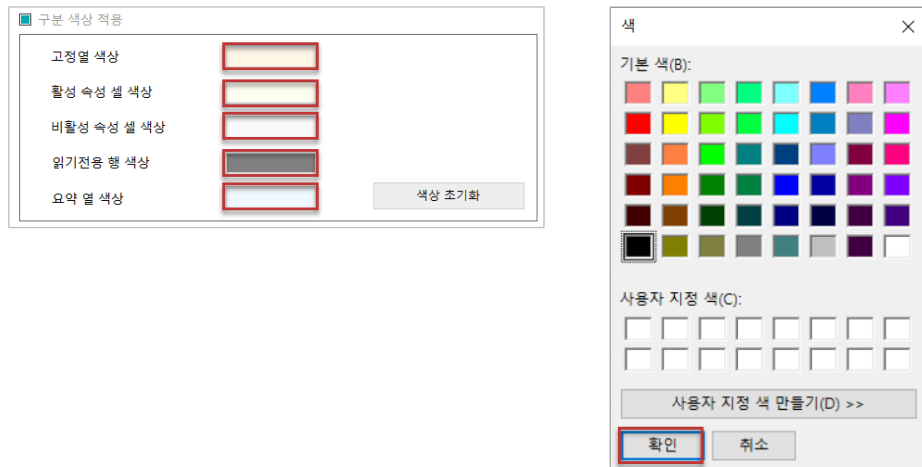 구분 색상 적용
고정열 색상
활성 속성 셀 색상
비활성 속성 셀 색상
읽기전용 행 색상
요약 열 색상
색상 초기화
색
기본 색(B):
사용자 지정 색(C):
사용자 지정 색 만들기(D) >>
확인
취소